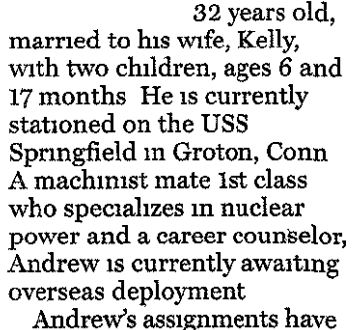 32 years old,
married to his wife, Kelly,
with two children, ages 6 and
17 months He is currently
stationed on the USS
Springfield in Groton, Conn
A machinist mate 1st class
who specializes in nuclear
power and a career counselor,
Andrew is currently awaiting
overseas deployment
Andrew's assignments have